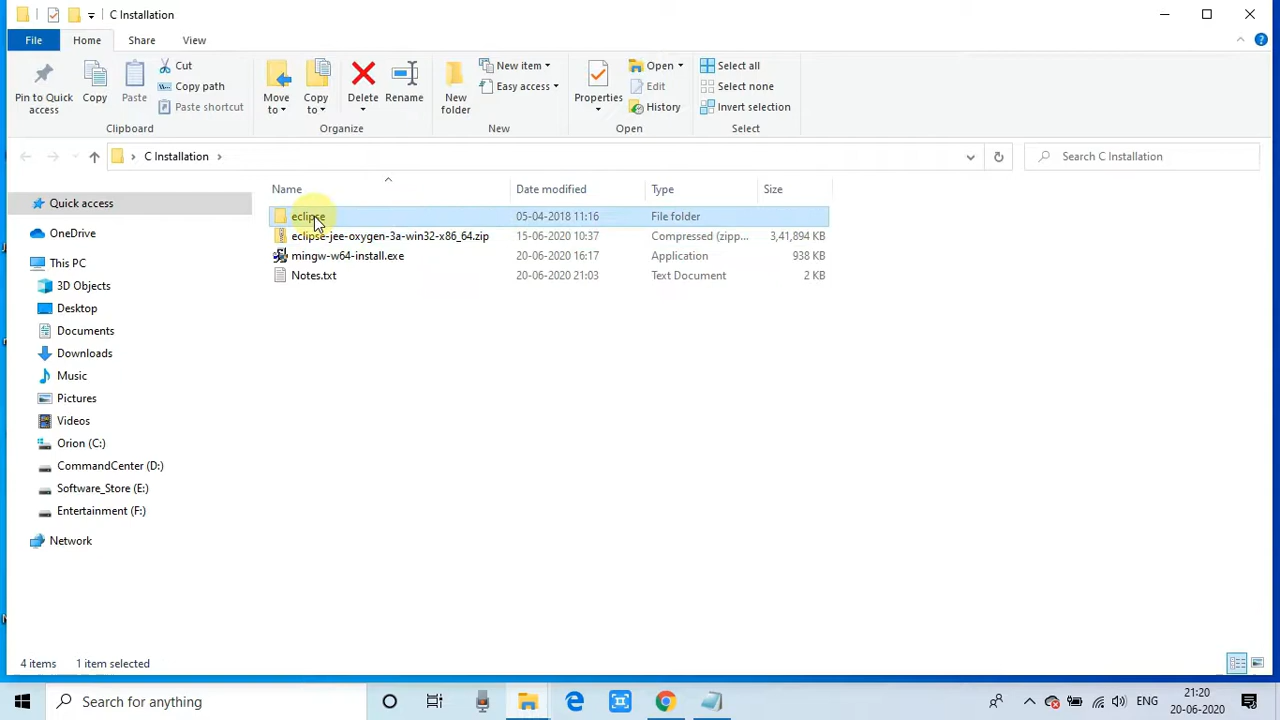 C Installation
File Home Share View
Pin to Quick access
Copy
Paste
Cut
Copy path
Paste shortcut
Clipboard
Move to
Copy to
Delete
Rename
Organize
New folder
New item
Easy access
New
Properties
Open
Edit
History
Open
Select all
Select none
Invert selection
Select
C Installation
Search C Installation
Name Date modified Type Size
eclipse 05-04-2018 11:16 File folder
eclipse-jee-oxygen-3a-win32-x86_64.zip 15-06-2020 10:37 Compressed (zipp... 3,41,894 KB
mingw-w64-install.exe 20-06-2020 16:17 Application 938 KB
Notes.txt 20-06-2020 21:03 Text Document 2 KB
Quick access
OneDrive
This PC
3D Objects
Desktop
Documents
Downloads
Music
Pictures
Videos
Orion (C:)
CommandCenter (D:)
Software_Store (E:)
Entertainment (F:)
Network
4 items 1 item selected
Search for anything
ENG
21:20
20-06-2020